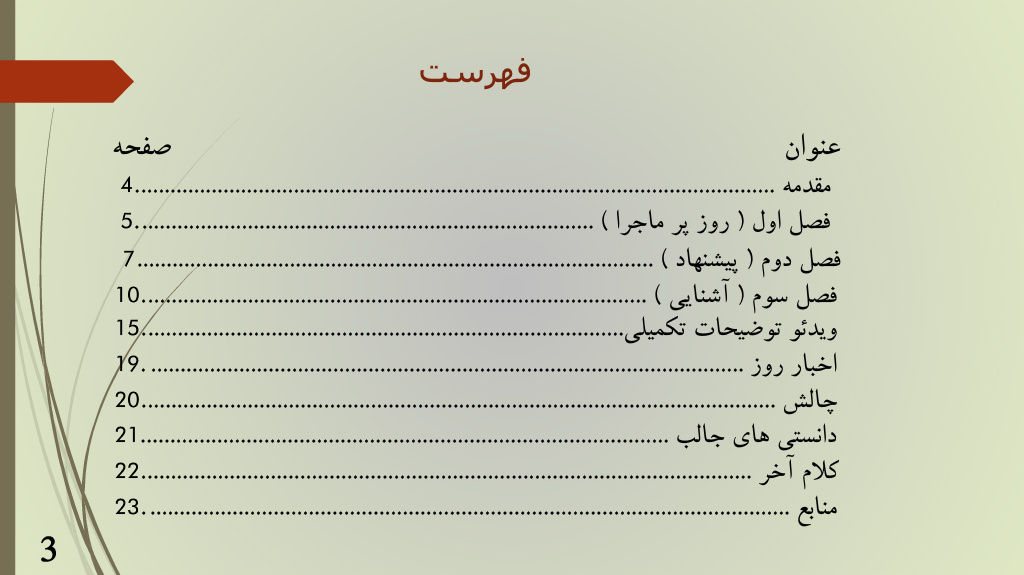 فهرست
عنوان صفحه
مقدمه ........................................................................................................ 4
فصل اول ( روز پر ماجرا ) ........................................................................... 5
فصل دوم ( پیشنهاد ) .................................................................................... 7
فصل سوم ( آشنایی ) ................................................................................... 10
ویدئو توضیحات تکمیلی............................................................................... 15
اخبار روز ................................................................................................. .19
چالش ....................................................................................................... 20
دانستی های جالب ...................................................................................... 21
کلام آخر ................................................................................................... 22
منابع ......................................................................................................... .23
3